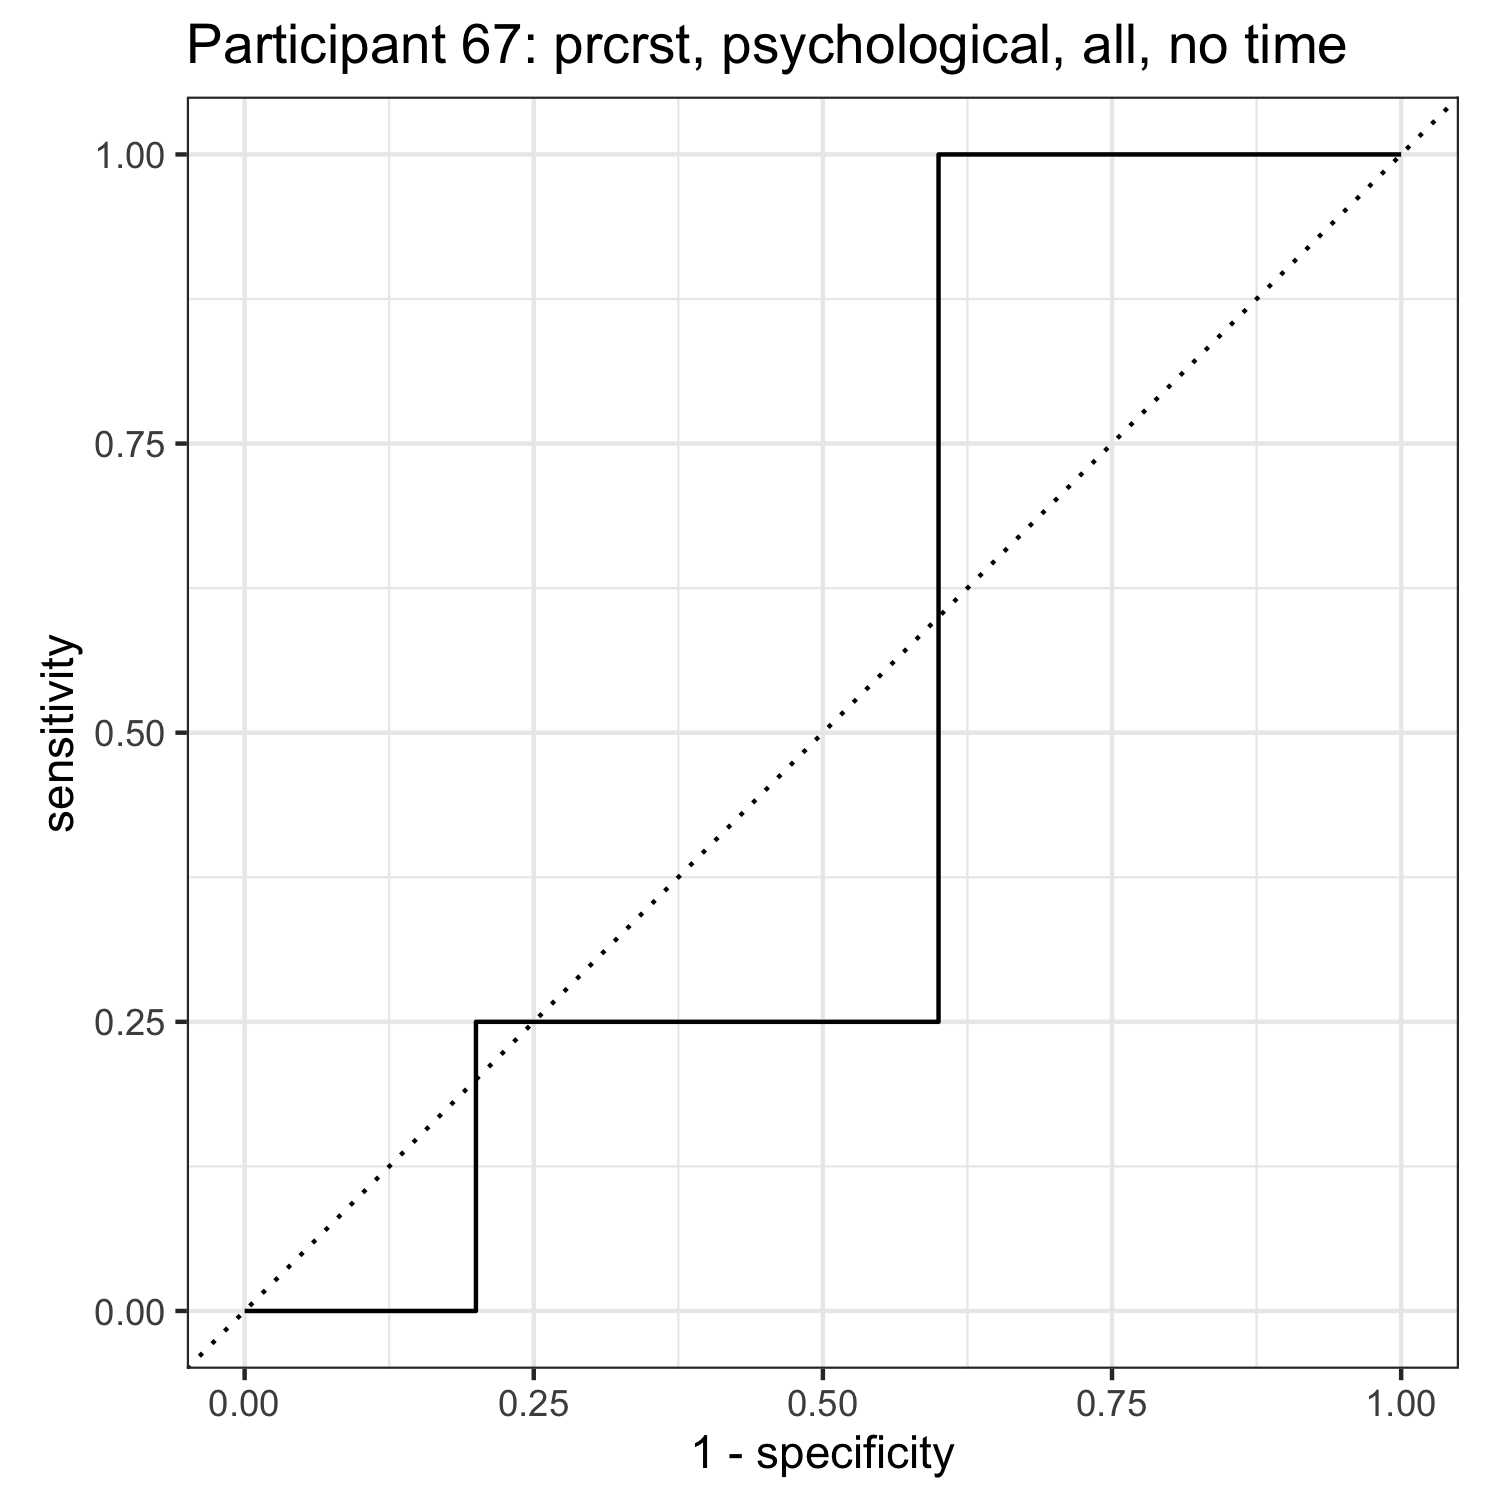 Participant 67: prcrst, psychological, all, no time
1.00
0.75
0.50
0.25
0.00
sensitivity
0.00 0.25 0.50 0.75 1.00
1 - specificity